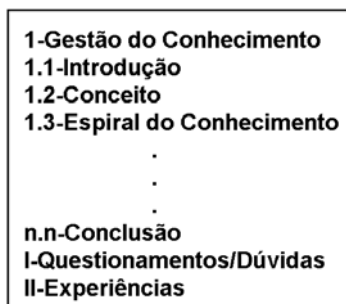 1-Gestão do Conhecimento
1.1-Introdução
1.2-Conceito
1.3-Espiral do Conhecimento
.
.
.
n.n-Conclusão
I-Questionamentos/Dúvidas
II-Experiências